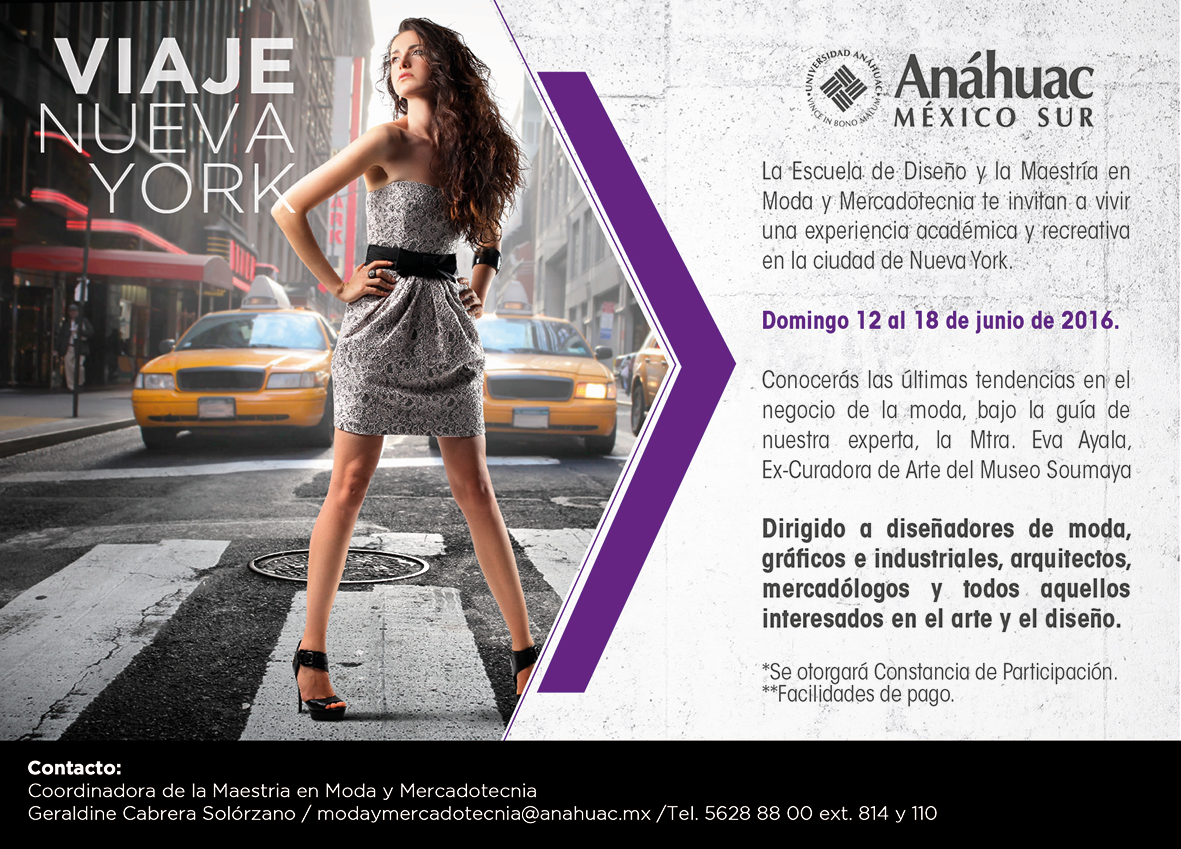 VIAJE
NUEVA
YORK
UNIVERSIDAD ANÁHUAC
VINCE IN BONO MALUM
Anáhuac
MÉXICO SUR
La Escuela de Diseño y la Maestría en
Moda y Mercadotecnia te invitan a vivir
una experiencia académica y recreativa
en la ciudad de Nueva York.
Domingo 12 al 18 de junio de 2016.
Conocerás las últimas tendencias en el
negocio de la moda, bajo la guía de
nuestra experta, la Mtra. Eva Ayala,
Ex-Curadora de Arte del Museo Soumaya
Dirigido a diseñadores de moda,
gráficos e industriales, arquitectos,
mercadólogos y todos aquellos
interesados en el arte y el diseño.
*Se otorgará Constancia de Participación.
**Facilidades de pago.
Contacto:
Coordinadora de la Maestria en Moda y Mercadotecnia
Geraldine Cabrera Solórzano / modaymercadotecnia@anahuac.mx /Tel. 5628 88 00 ext. 814 y 110